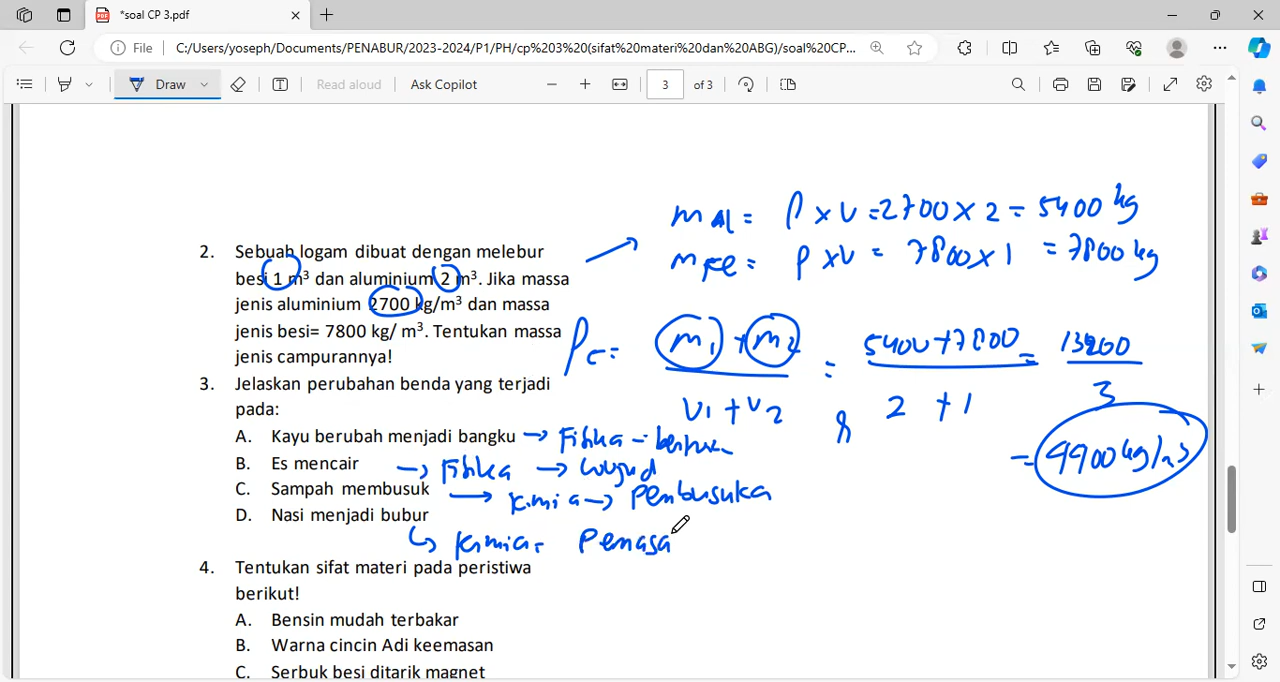 *soal CP 3.pdf
File C:/Users/yoseph/Documents/PENABUR/2023-2024/P1/PH/cp%203%20(sifat%20materi%20dan%20ABG)/soal%20CP...
Draw Read aloud Ask Copilot 3 of 3
m Al = ρ x V = 2700 x 2 = 5400 kg
m Fe = ρ x V = 7800 x 1 = 7800 kg
2. Sebuah logam dibuat dengan melebur
besi 1 m³ dan aluminium 2 m³. Jika massa
jenis aluminium 2700 kg/m³ dan massa
jenis besi= 7800 kg/ m³. Tentukan massa
jenis campurannya!
ρc = m1 + m2 = 5400 + 7800 = 13200
V1 + V2 2 + 1 3
3. Jelaskan perubahan benda yang terjadi
pada:
A. Kayu berubah menjadi bangku → Fisika - bentuk
= 4400 kg/m3
B. Es mencair → Fisika → wujud
C. Sampah membusuk → kimia → Pembusuka
D. Nasi menjadi bubur
↳ kimia = Pemasa
4. Tentukan sifat materi pada peristiwa
berikut!
A. Bensin mudah terbakar
B. Warna cincin Adi keemasan
C. Serbuk besi ditarik magnet